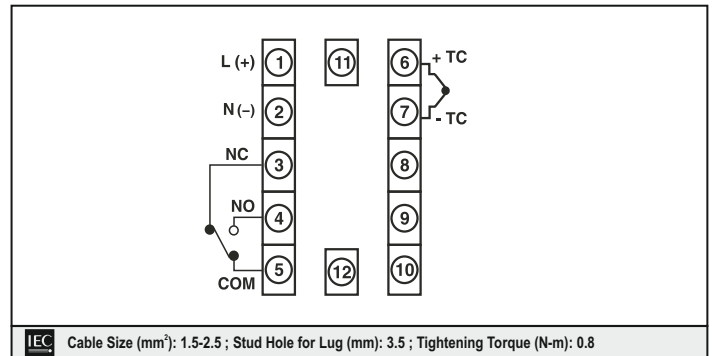 L (+) 1 11 6 + TC
N (–) 2 7 - TC
NC 3 8
NO 4 9
COM 5 12 10
IEC Cable Size (mm²): 1.5-2.5 ; Stud Hole for Lug (mm): 3.5 ; Tightening Torque (N-m): 0.8